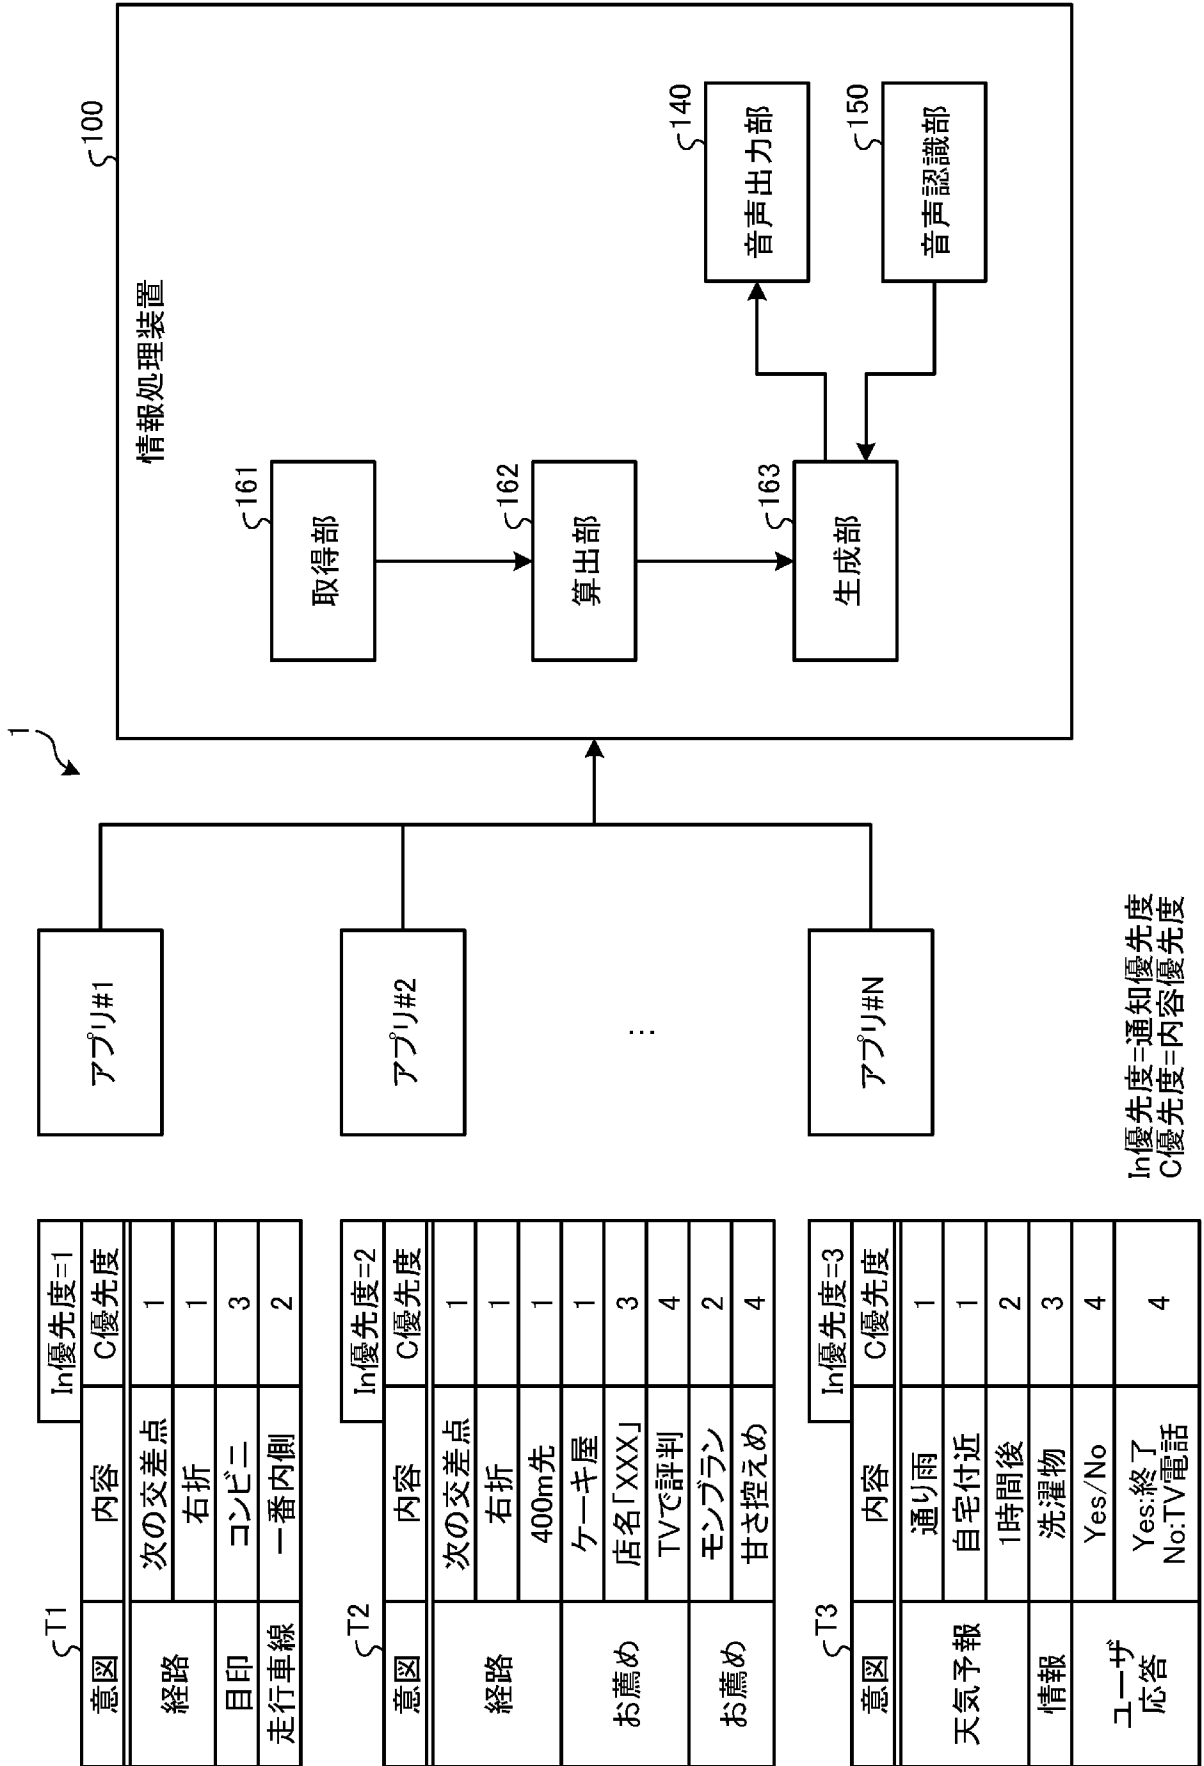 1
T1
In優先度=1
意図 内容 C優先度
経路 次の交差点 1
右折 1
目印 コンビニ 3
走行車線 一番内側 2
T2
In優先度=2
意図 内容 C優先度
経路 次の交差点 1
右折 1
400m先 1
お薦め ケーキ屋 1
店名「XXX」 3
TVで評判 4
お薦め モンブラン 2
甘さ控えめ 4
T3
In優先度=3
意図 内容 C優先度
天気予報 通り雨 1
自宅付近 1
1時間後 2
情報 洗濯物 3
ユーザ
応答
Yes/No 4
Yes:終了
No:TV電話
4
In優先度=通知優先度
C優先度=内容優先度
アプリ#1
アプリ#2
…
アプリ#N
100
情報処理装置
161
取得部
162
算出部
163
生成部
140
音声出力部
150
音声認識部